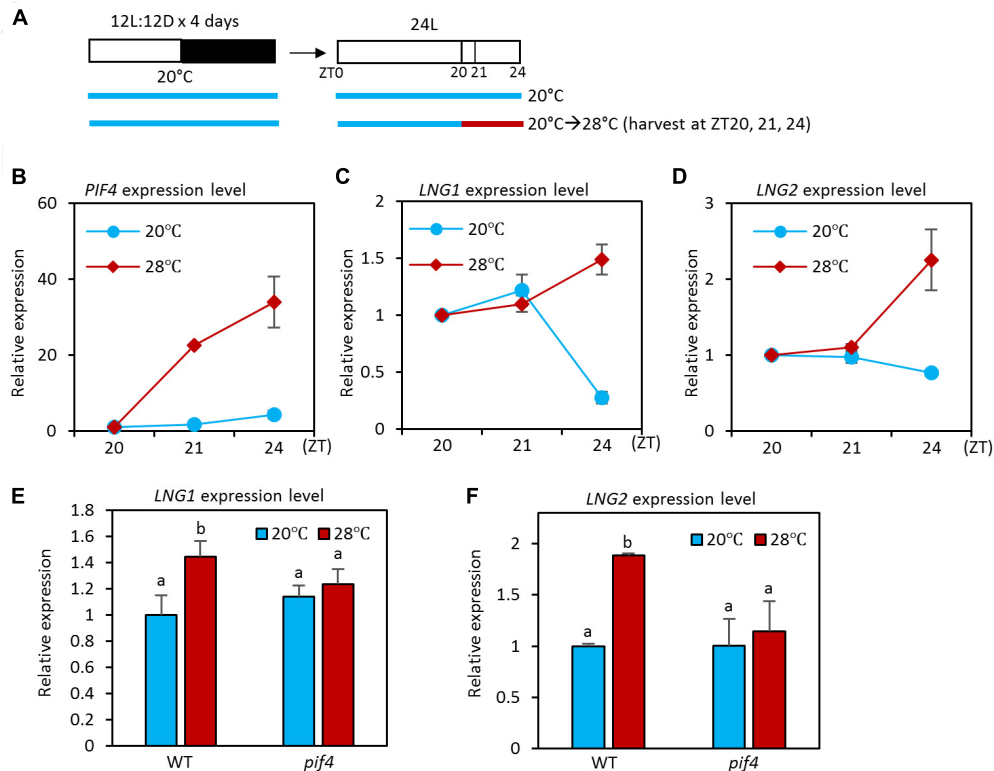 A
12L:12D x 4 days
24L
20°C
ZT0
20
21
24
20°C
20°C→28°C (harvest at ZT20, 21, 24)
B
PIF4 expression level
Relative expression
60
40
20
0
20°C
28°C
20
21
24
(ZT)
C
LNG1 expression level
Relative expression
2
1.5
1
0.5
0
20°C
28°C
20
21
24
(ZT)
D
LNG2 expression level
Relative expression
3
2
1
0
20°C
28°C
20
21
24
(ZT)
E
LNG1 expression level
Relative expression
1.8
1.6
1.4
1.2
1
0.8
0.6
0.4
0.2
0
20°C
28°C
a
b
a
a
WT
pif4
F
LNG2 expression level
Relative expression
2
1.5
1
0.5
0
20°C
28°C
a
b
a
a
WT
pif4